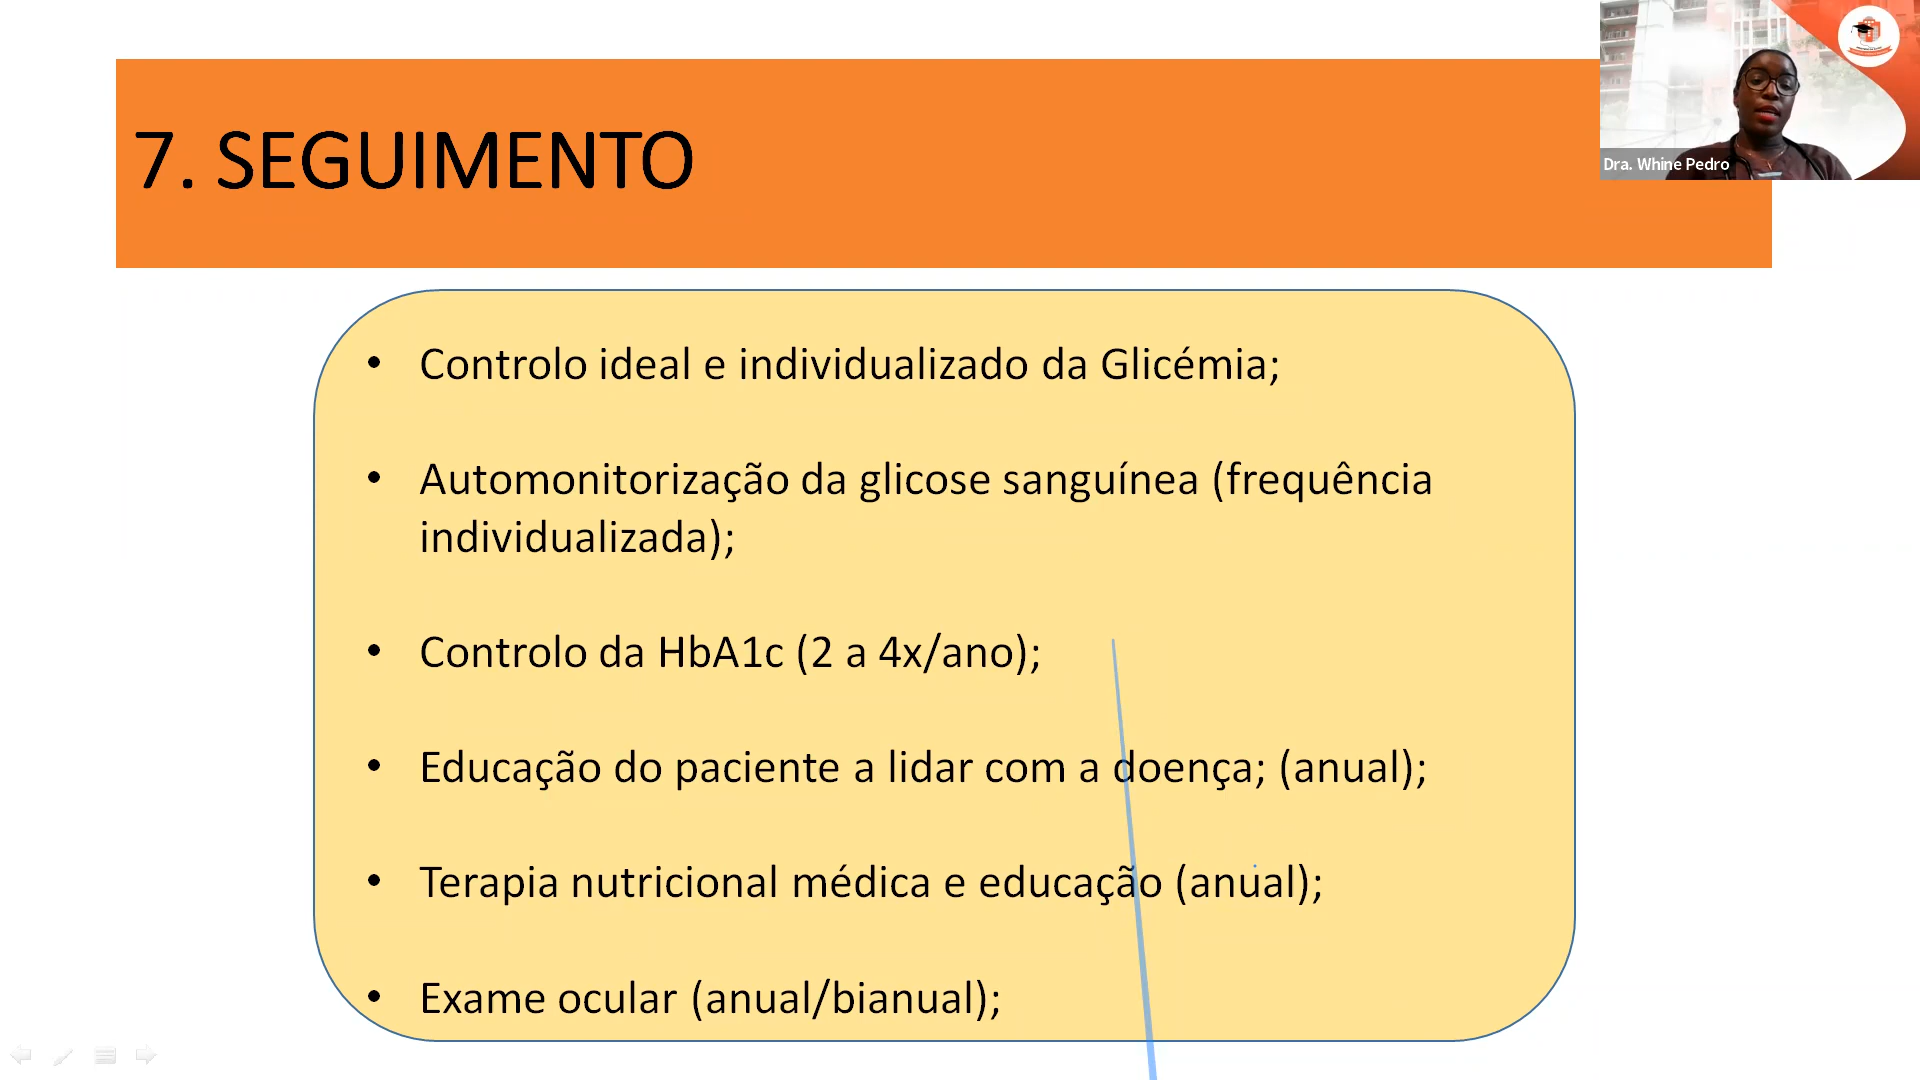 7. SEGUIMENTO
Dra. Whine Pedro
• Controlo ideal e individualizado da Glicémia;
• Automonitorização da glicose sanguínea (frequência
individualizada);
• Controlo da HbA1c (2 a 4x/ano);
• Educação do paciente a lidar com a doença; (anual);
• Terapia nutricional médica e educação (anual);
• Exame ocular (anual/bianual);